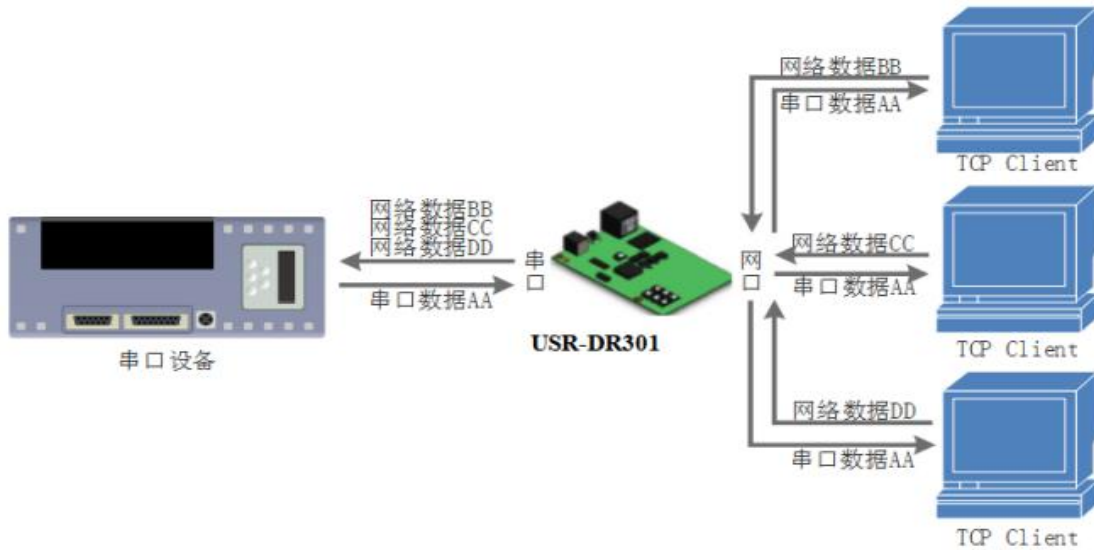 网络数据BB
串口数据AA
TCP Client
网络数据BB
网络数据CC
网络数据DD
串口数据AA
串口设备
串口
USR-DR301
网口
网络数据CC
串口数据AA
TCP Client
网络数据DD
串口数据AA
TCP Client